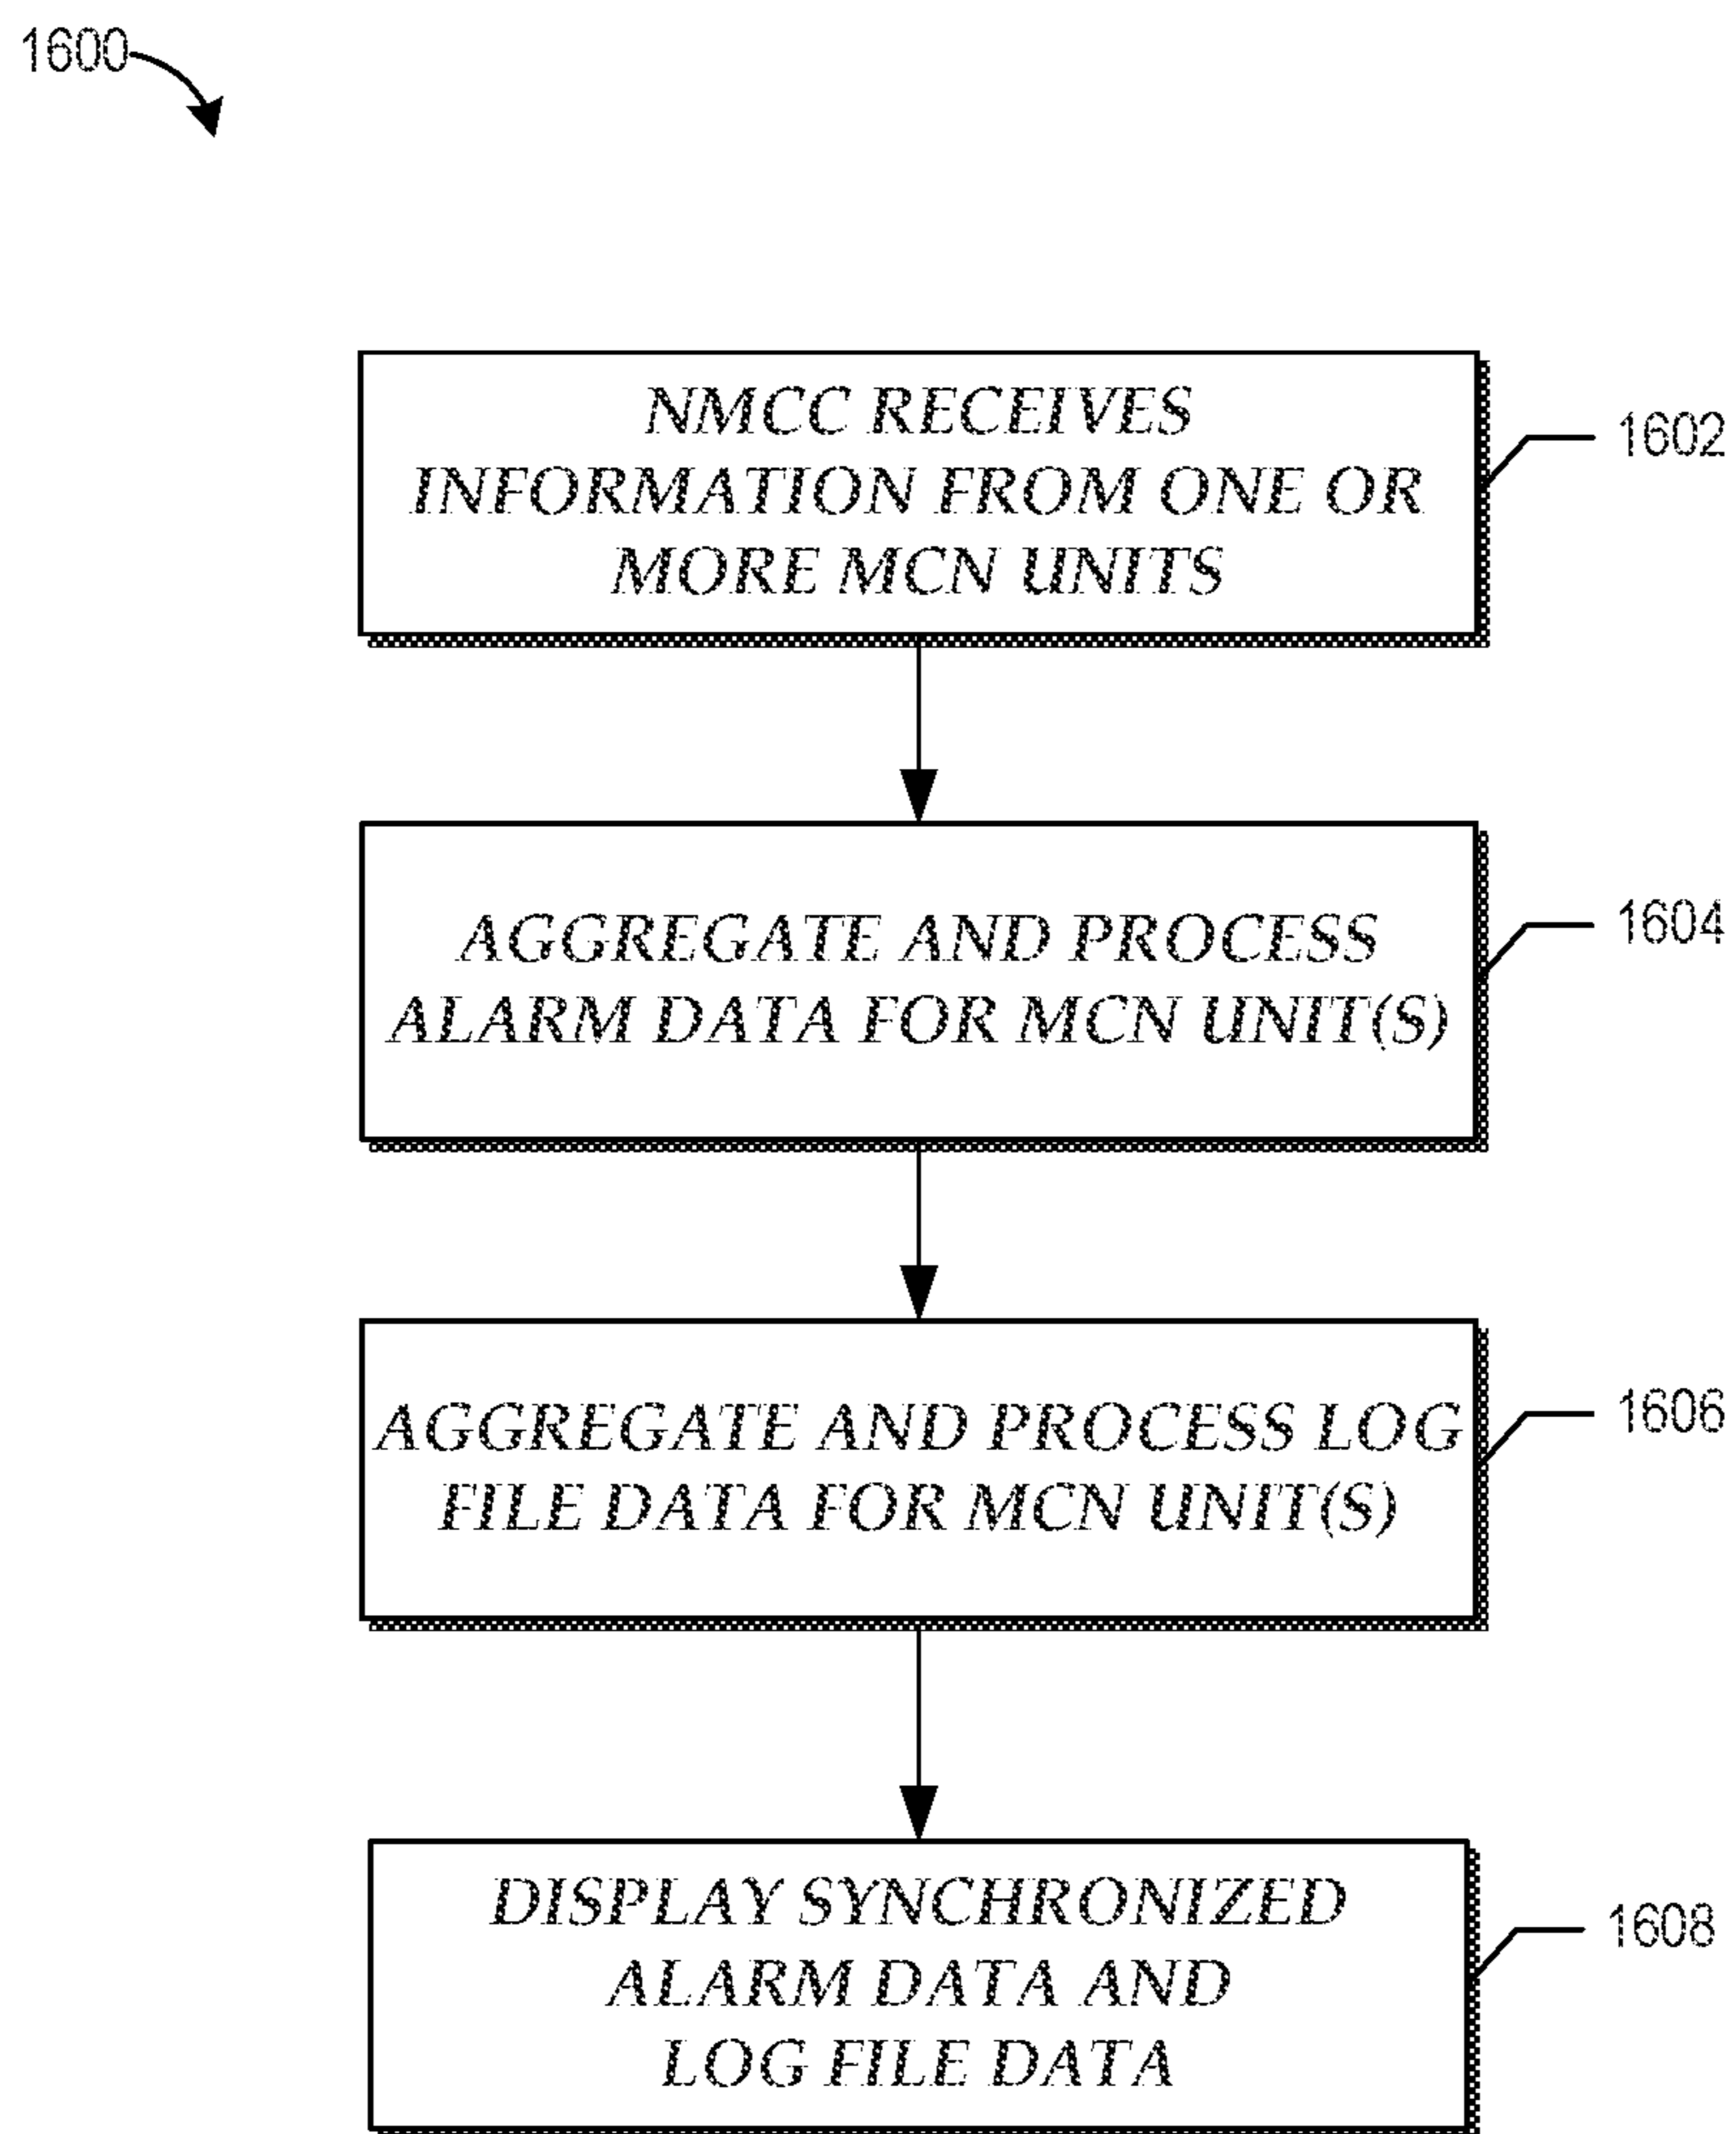 1600
NMCC RECEIVES
INFORMATION FROM ONE OR
MORE MCN UNITS
1602
AGGREGATE AND PROCESS
ALARM DATA FOR MCN UNIT(S)
1604
AGGREGATE AND PROCESS LOG
FILE DATA FOR MCN UNIT(S)
1606
DISPLAY SYNCHRONIZED
ALARM DATA AND
LOG FILE DATA
1608